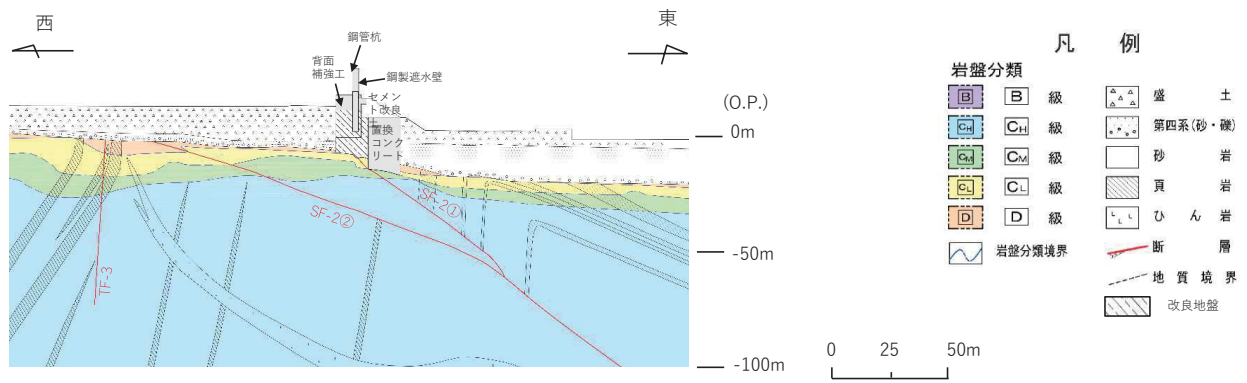 西
東
鋼管杭
背面
補強工
鋼製遮水壁
セメン
ト改良
土
置換
コンク
リート
(O.P.)
0m
-50m
-100m
SF-2①
SF-2②
TF-3
0 25 50m
凡 例
岩盤分類
B B 級
CH CH 級
CM CM 級
CL CL 級
D D 級
岩盤分類境界
盛 土
第四系(砂・礫)
砂 岩
頁 岩
ひ ん 岩
断 層
地 質 境 界
改良地盤